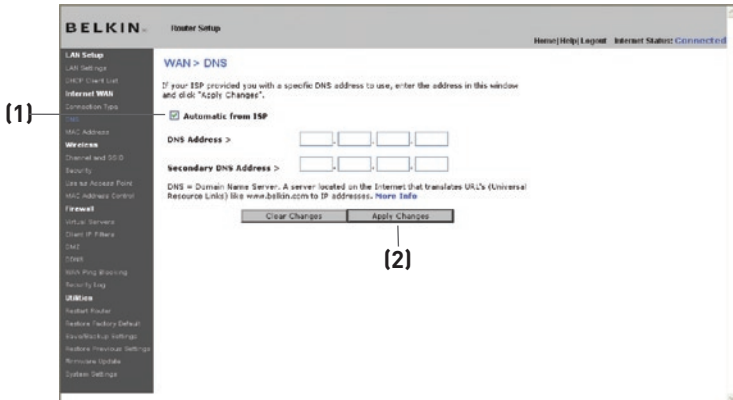 BELKIN
Router Setup
Home|Help|Logout Internet Status: Connected
LAN Setup
LAN Settings
DHCP Client List
Internet WAN
Connection Type
DNS
MAC Address
Wireless
Channel and SSID
Security
Use as Access Point
MAC Address Control
Firewall
Virtual Servers
Client IP Filters
DMZ
DDNS
WAN Ping Blocking
Security Log
Utilities
Restart Router
Restore Factory Default
Save/Backup Settings
Restore Previous Settings
Firmware Update
System Settings
WAN > DNS
If your ISP provided you with a specific DNS address to use, enter the address in this window
and click "Apply Changes".
(1)
Automatic from ISP
DNS Address >
Secondary DNS Address >
DNS = Domain Name Server. A server located on the Internet that translates URL's (Universal
Resource Links) like www.belkin.com to IP addresses. More Info
Clear Changes Apply Changes
(2)